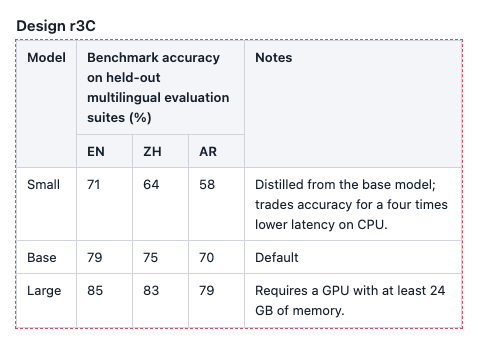 Design r3C
Model
Benchmark accuracy
on held-out
multilingual evaluation
suites (%)
Notes
EN
ZH
AR
Small
71
64
58
Distilled from the base model;
trades accuracy for a four times
lower latency on CPU.
Base
79
75
70
Default
Large
85
83
79
Requires a GPU with at least 24
GB of memory.